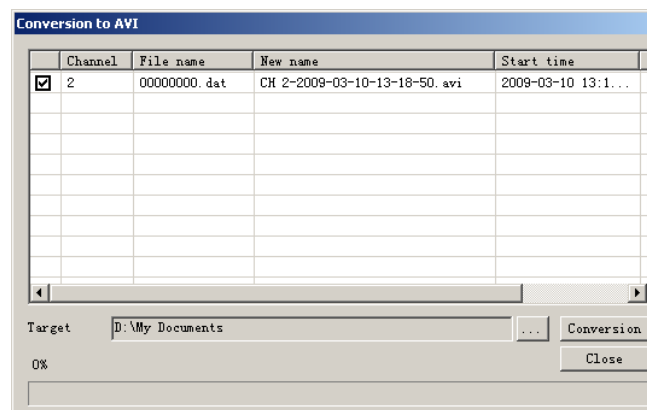 Conversion to AVI
Channel File name New name Start time
2 00000000.dat CH 2-2009-03-10-13-18-50.avi 2009-03-10 13:1...
Target D:\My Documents ... Conversion
0% Close